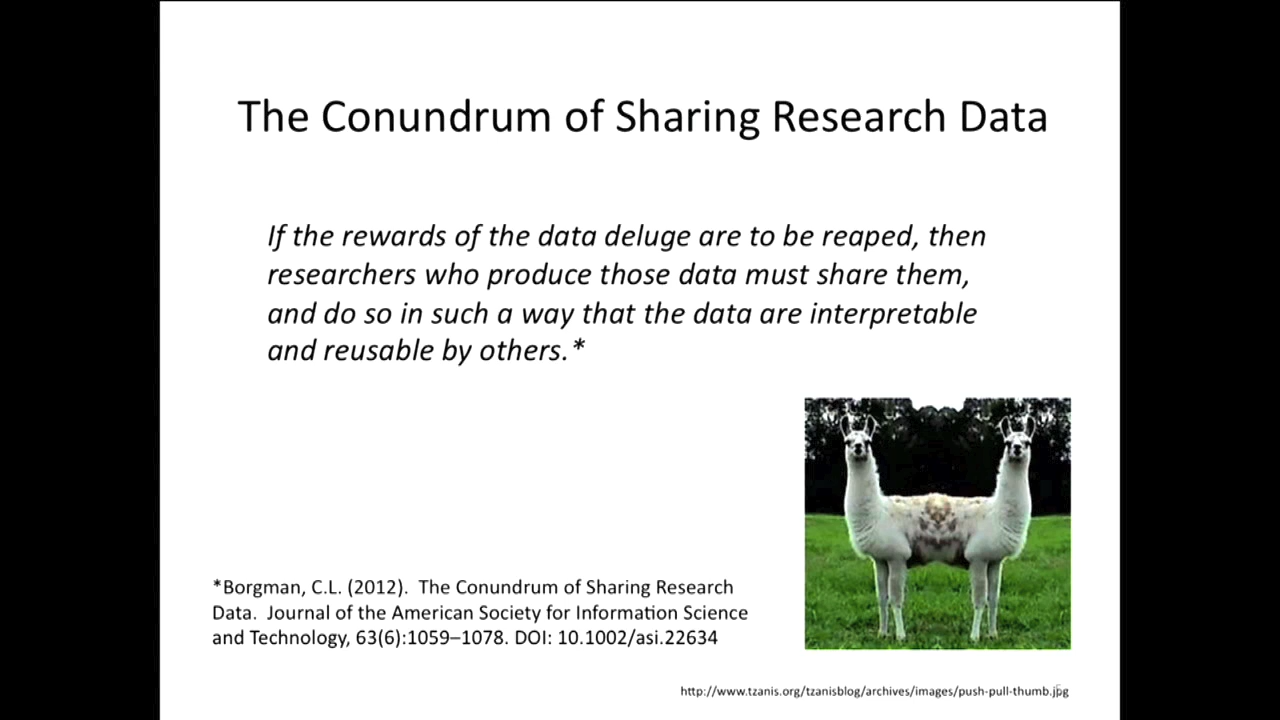 The Conundrum of Sharing Research Data
If the rewards of the data deluge are to be reaped, then
researchers who produce those data must share them,
and do so in such a way that the data are interpretable
and reusable by others.*
*Borgman, C.L. (2012).  The Conundrum of Sharing Research
Data.  Journal of the American Society for Information Science
and Technology, 63(6):1059–1078. DOI: 10.1002/asi.22634
http://www.tzanis.org/tzanisblog/archives/images/push-pull-thumb.jpg